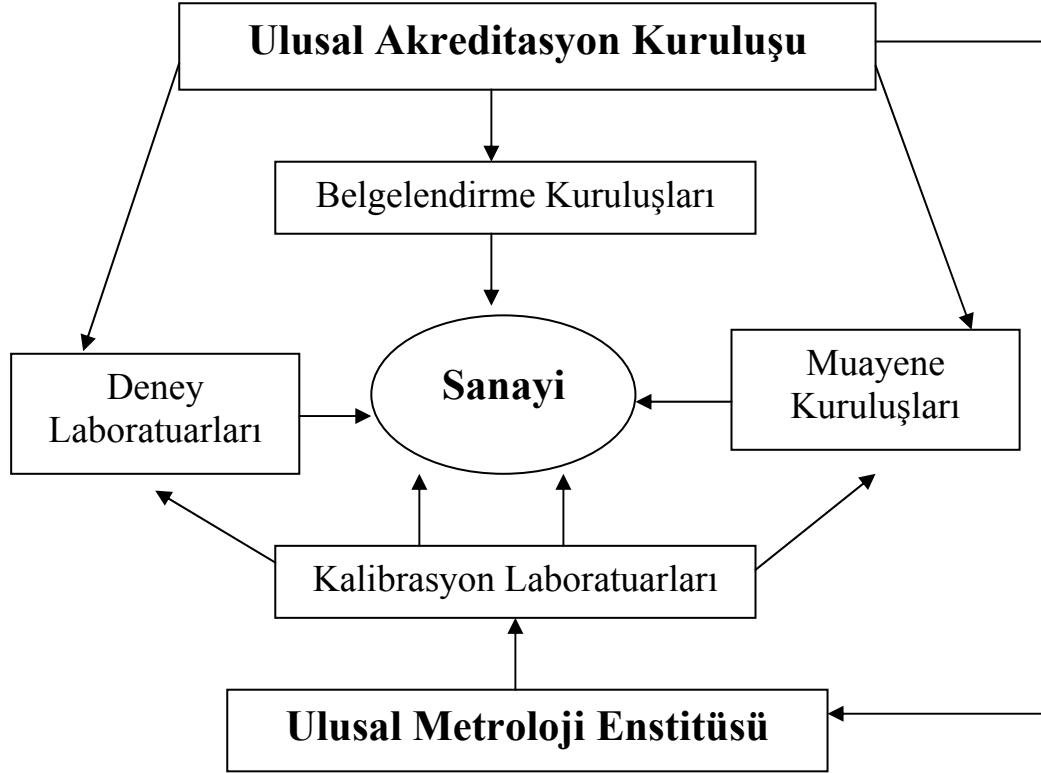 Ulusal Akreditasyon Kuruluşu
Belgelendirme Kuruluşları
Deney
Laboratuarları
Sanayi
Muayene
Kuruluşları
Kalibrasyon Laboratuarları
Ulusal Metroloji Enstitüsü